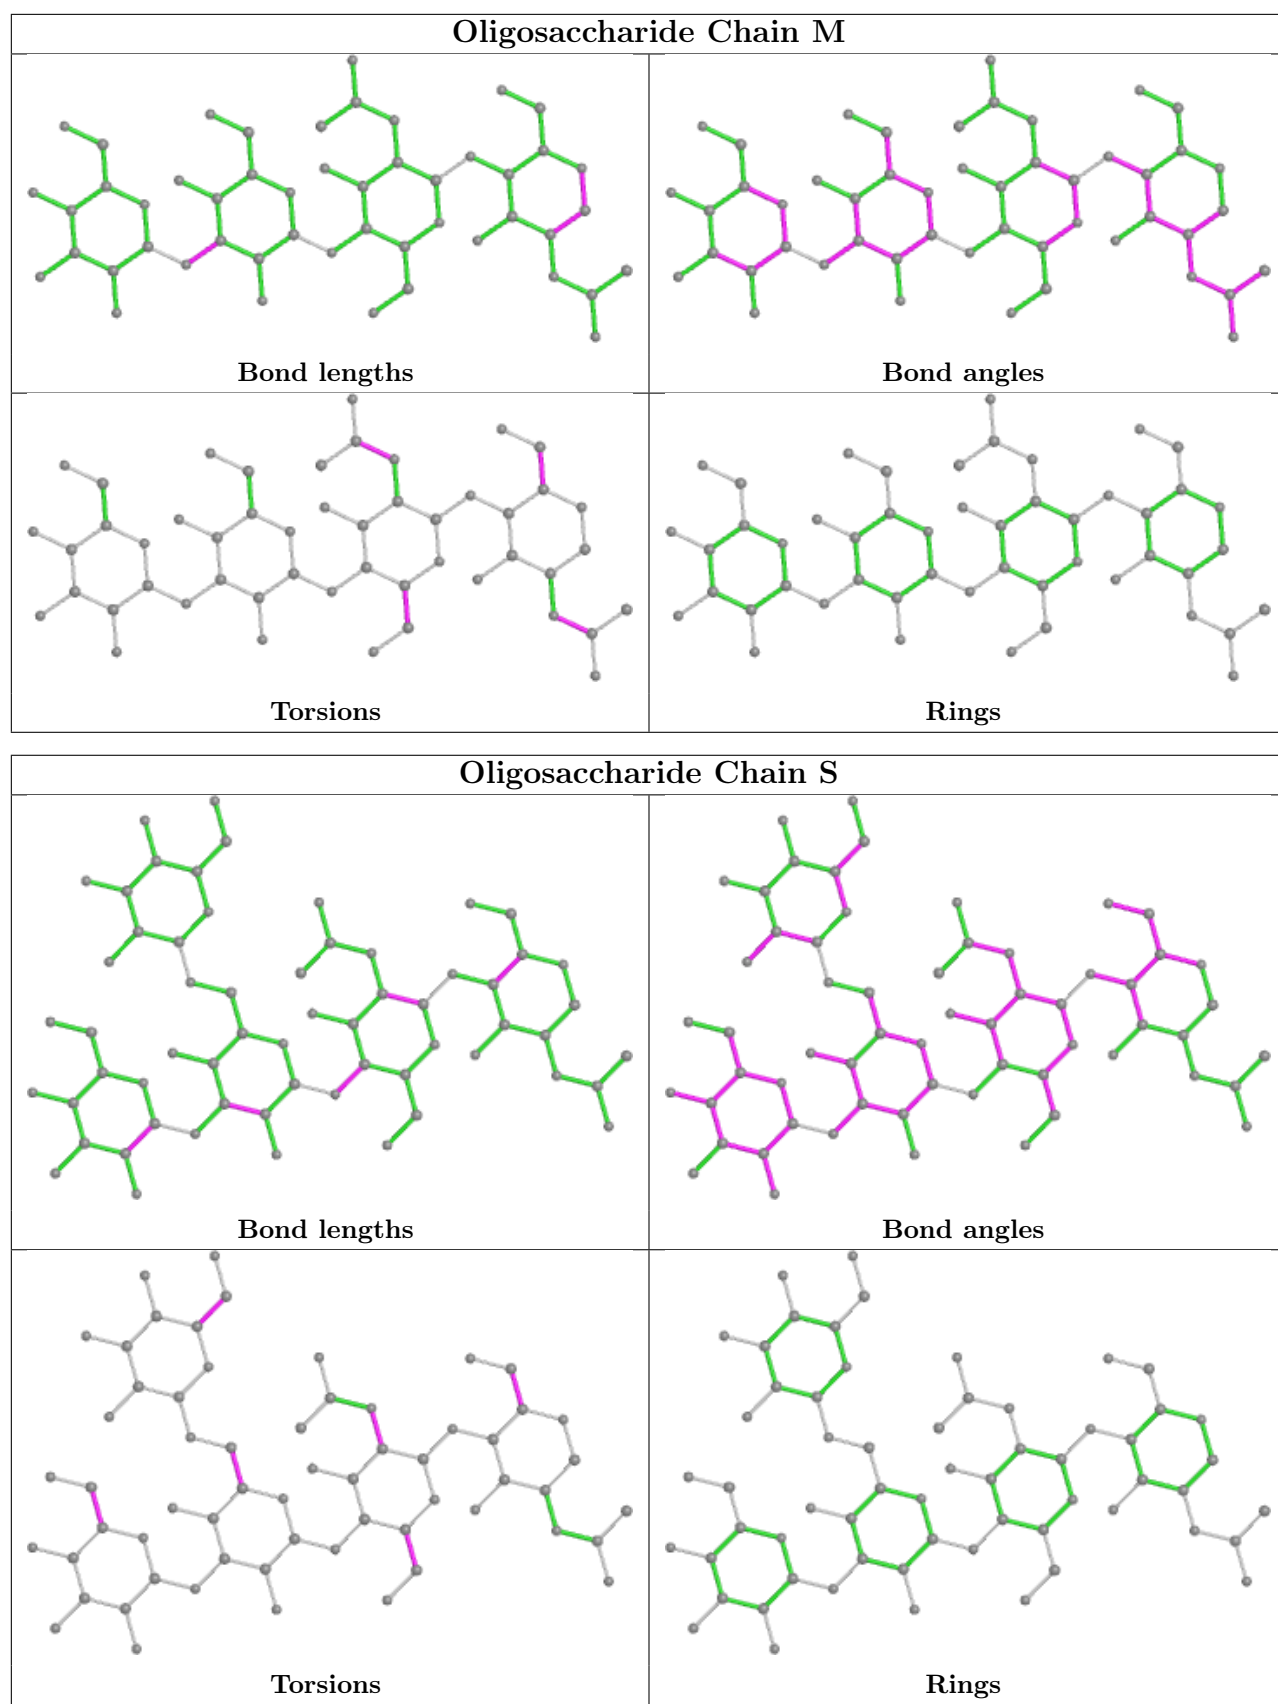 Oligosaccharide Chain M
Bond lengths
Bond angles
Torsions
Rings
Oligosaccharide Chain S
Bond lengths
Bond angles
Torsions
Rings